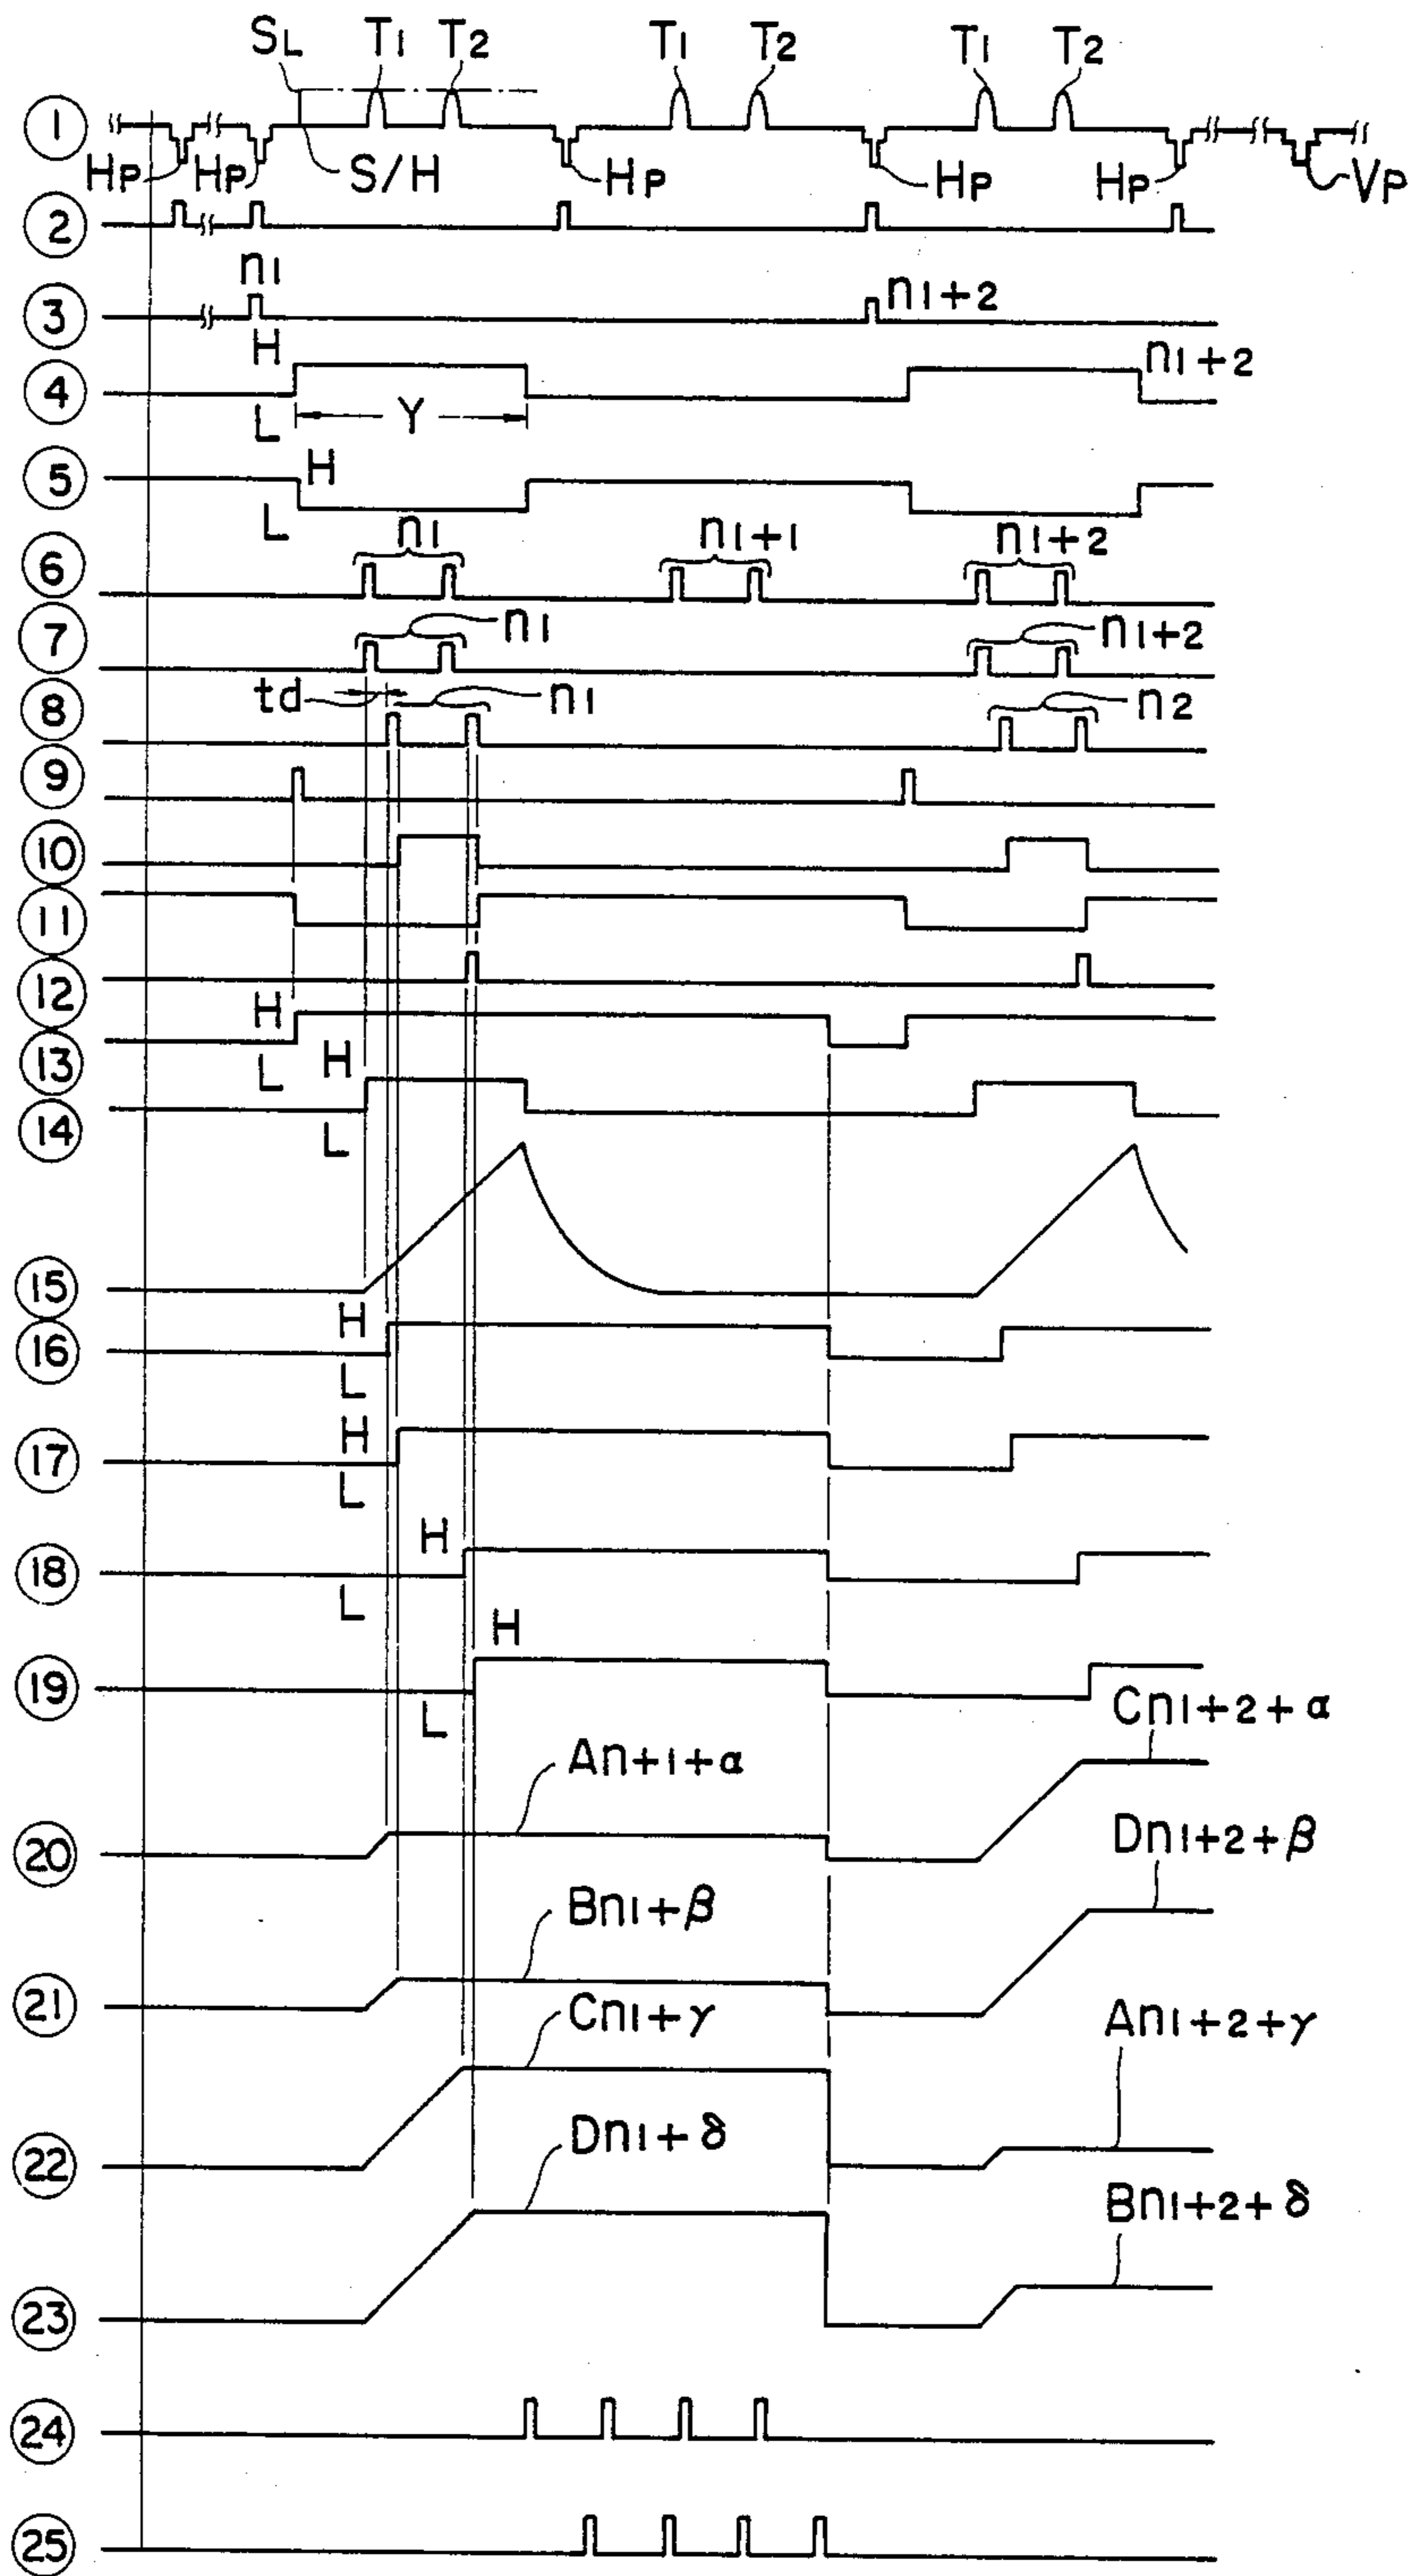 SL T1 T2 T1 T2 T1 T2
1
HP HP S/H HP HP HP VP
2
n1
3 n1+2
H
4 n1+2
L Y
5 H
L
n1 n1+1 n1+2
6
7 n1 n1+2
td n1 n2
8
9
10
11
12
H
13
L H
14
L
15
H
16
L
H
17
L
H
18
L
H
19
L
Cn1+2+α
An+1+α
20
Dn1+2+β
Bn1+β
21
Cn1+γ An1+2+γ
22
Dn1+δ
Bn1+2+δ
23
24
25